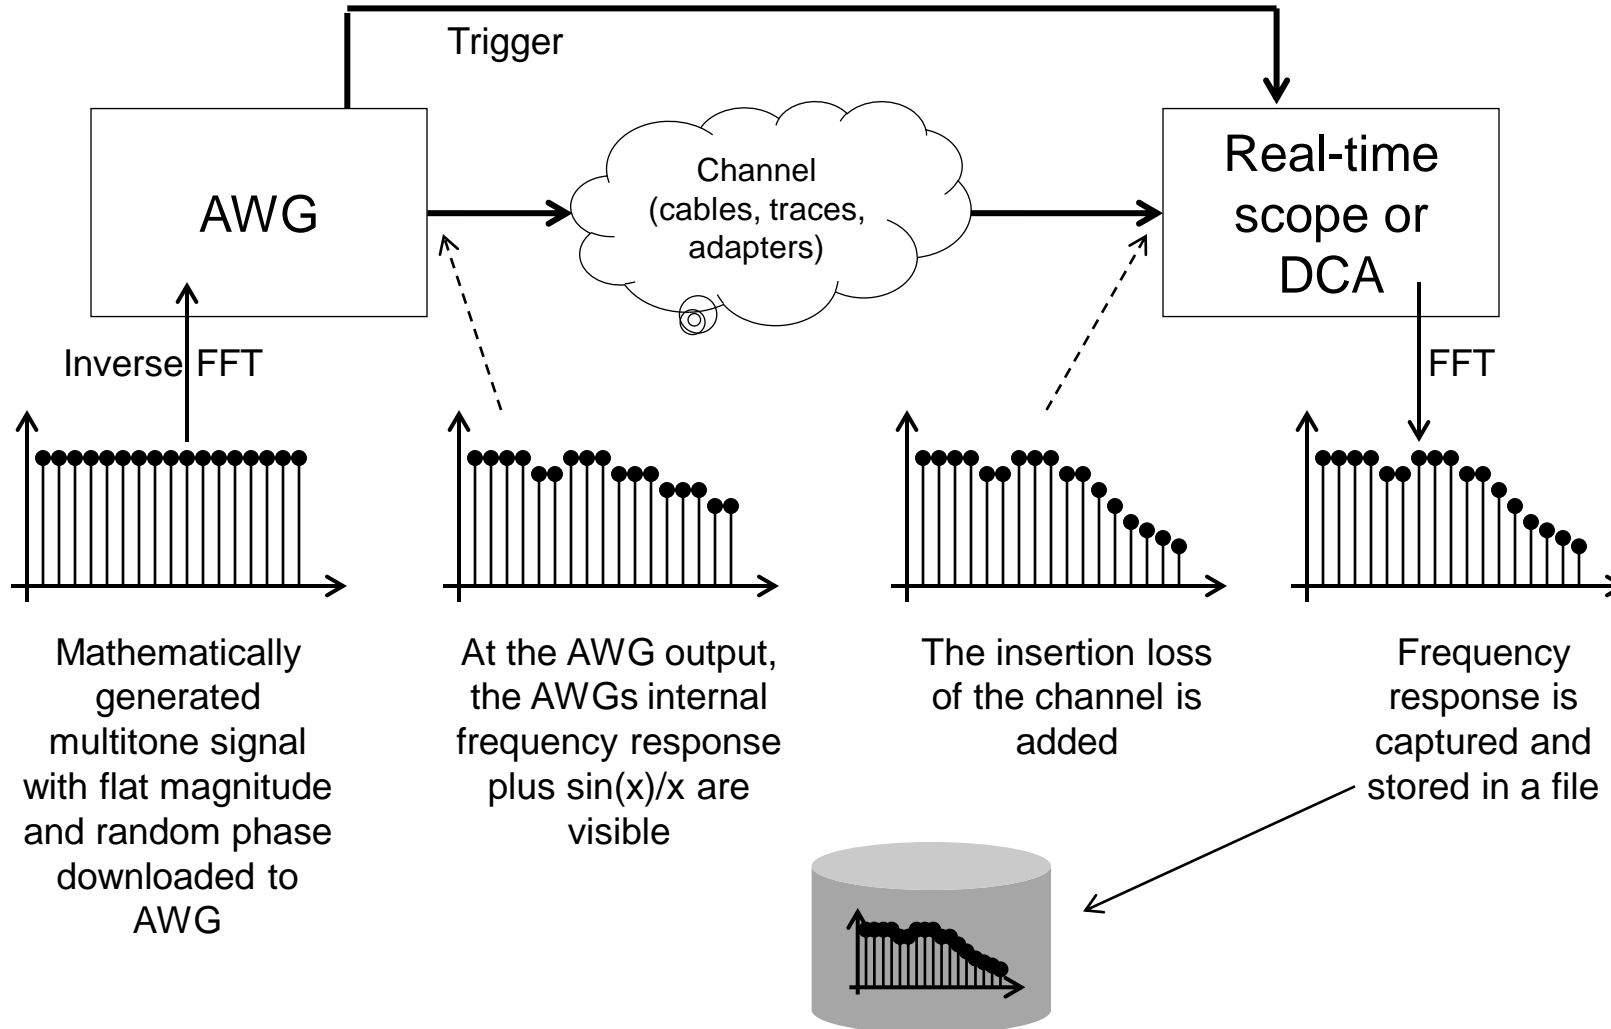 Trigger
AWG
Channel
(cables, traces,
adapters)
Real-time
scope or
DCA
Inverse FFT
FFT
Mathematically
generated
multitone signal
with flat magnitude
and random phase
downloaded to
AWG
At the AWG output,
the AWGs internal
frequency response
plus sin(x)/x are
visible
The insertion loss
of the channel is
added
Frequency
response is
captured and
stored in a file